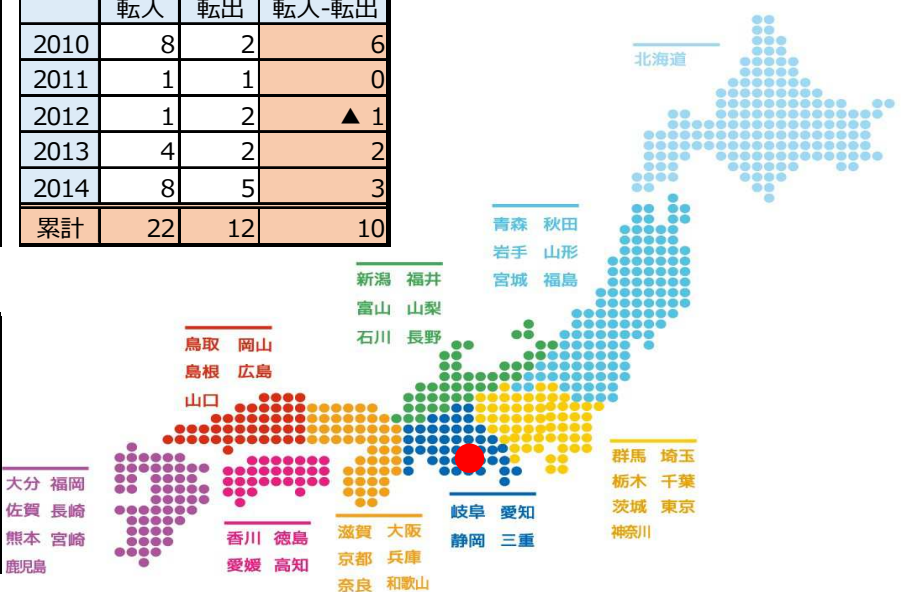 転入 転出 転入-転出
2010 8 2 6
2011 1 1 0
2012 1 2 ▲ 1
2013 4 2 2
2014 8 5 3
累計 22 12 10
北海道
青森 秋田
岩手 山形
宮城 福島
新潟 福井
富山 山梨
石川 長野
鳥取 岡山
島根 広島
山口
群馬 埼玉
栃木 千葉
茨城 東京
神奈川
大分 福岡
佐賀 長崎
熊本 宮崎
鹿児島
岐阜 愛知
静岡 三重
香川 徳島
愛媛 高知
滋賀 大阪
京都 兵庫
奈良 和歌山